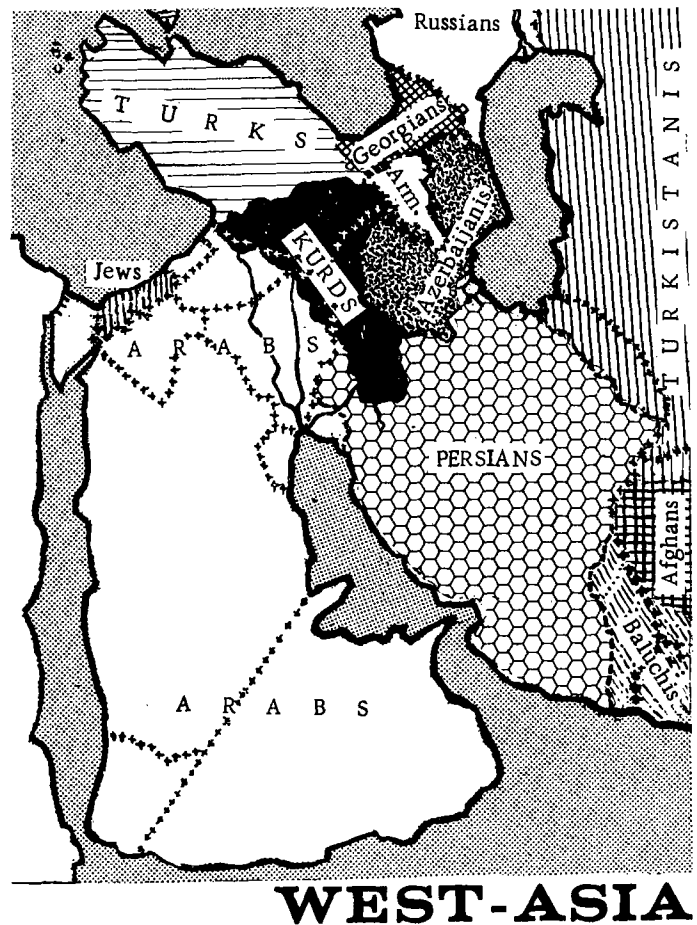 Russians
TURKS
Georgians
Arm.
Azerbaijanis
TURKISTANIS
KURDS
Jews
ARABS
PERSIANS
Afghans
Baluchis
ARABS
WEST-ASIA